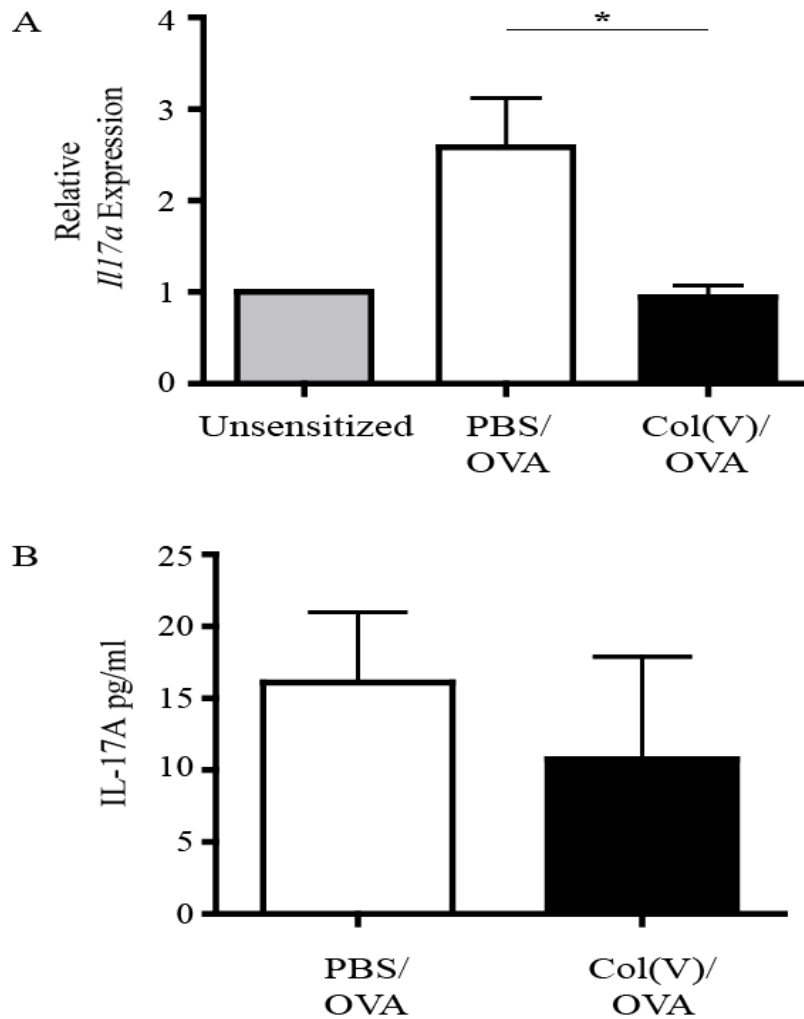 A
4
3
2
1
0
Relative
Il17a Expression
*
Unsensitized
PBS/
OVA
Col(V)/
OVA
B
25
20
15
10
5
0
IL-17A pg/ml
PBS/
OVA
Col(V)/
OVA